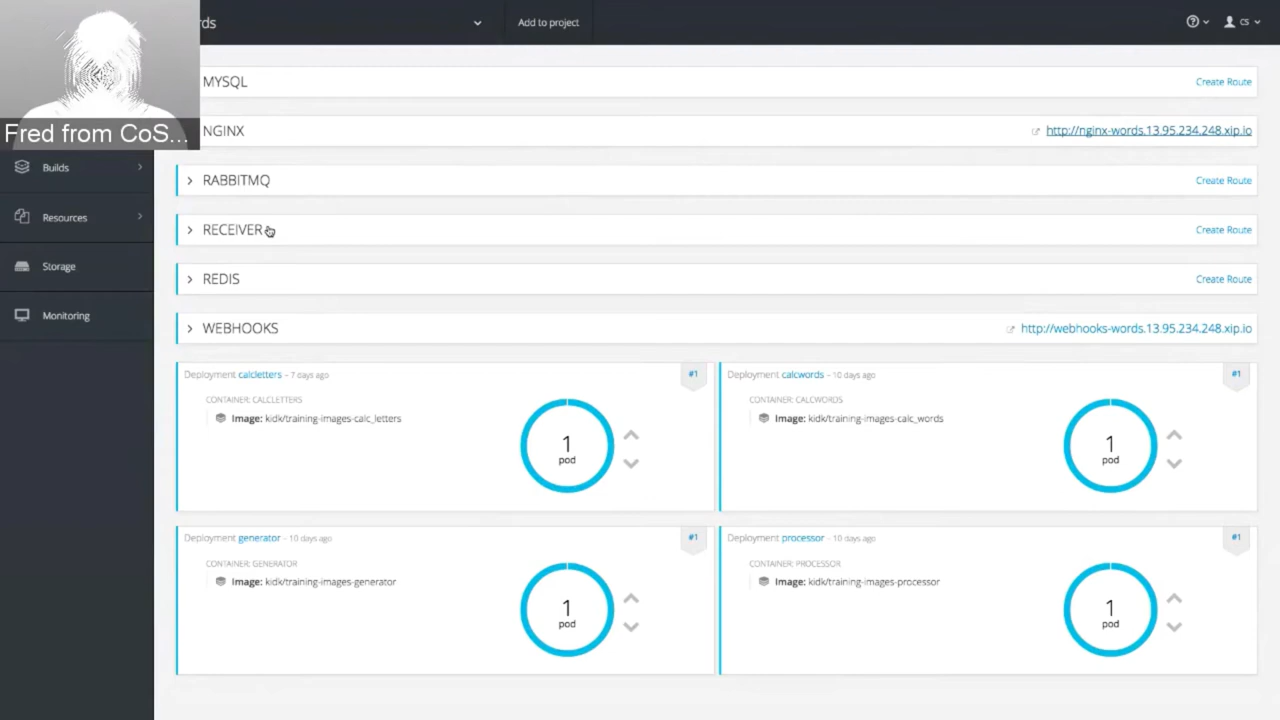 rds
Add to project
CS
Fred from CoS...
MYSQL
Create Route
NGINX
http://nginx-words.13.95.234.248.xip.io
Builds
RABBITMQ
Create Route
Resources
RECEIVER
Create Route
Storage
REDIS
Create Route
Monitoring
WEBHOOKS
http://webhooks-words.13.95.234.248.xip.io
Deployment calcletters – 7 days ago
#1
CONTAINER: CALCLETTERS
Image: kidk/training-images-calc_letters
1
pod
Deployment calcwords – 10 days ago
#1
CONTAINER: CALCWORDS
Image: kidk/training-images-calc_words
1
pod
Deployment generator – 10 days ago
#1
CONTAINER: GENERATOR
Image: kidk/training-images-generator
1
pod
Deployment processor – 10 days ago
#1
CONTAINER: PROCESSOR
Image: kidk/training-images-processor
1
pod